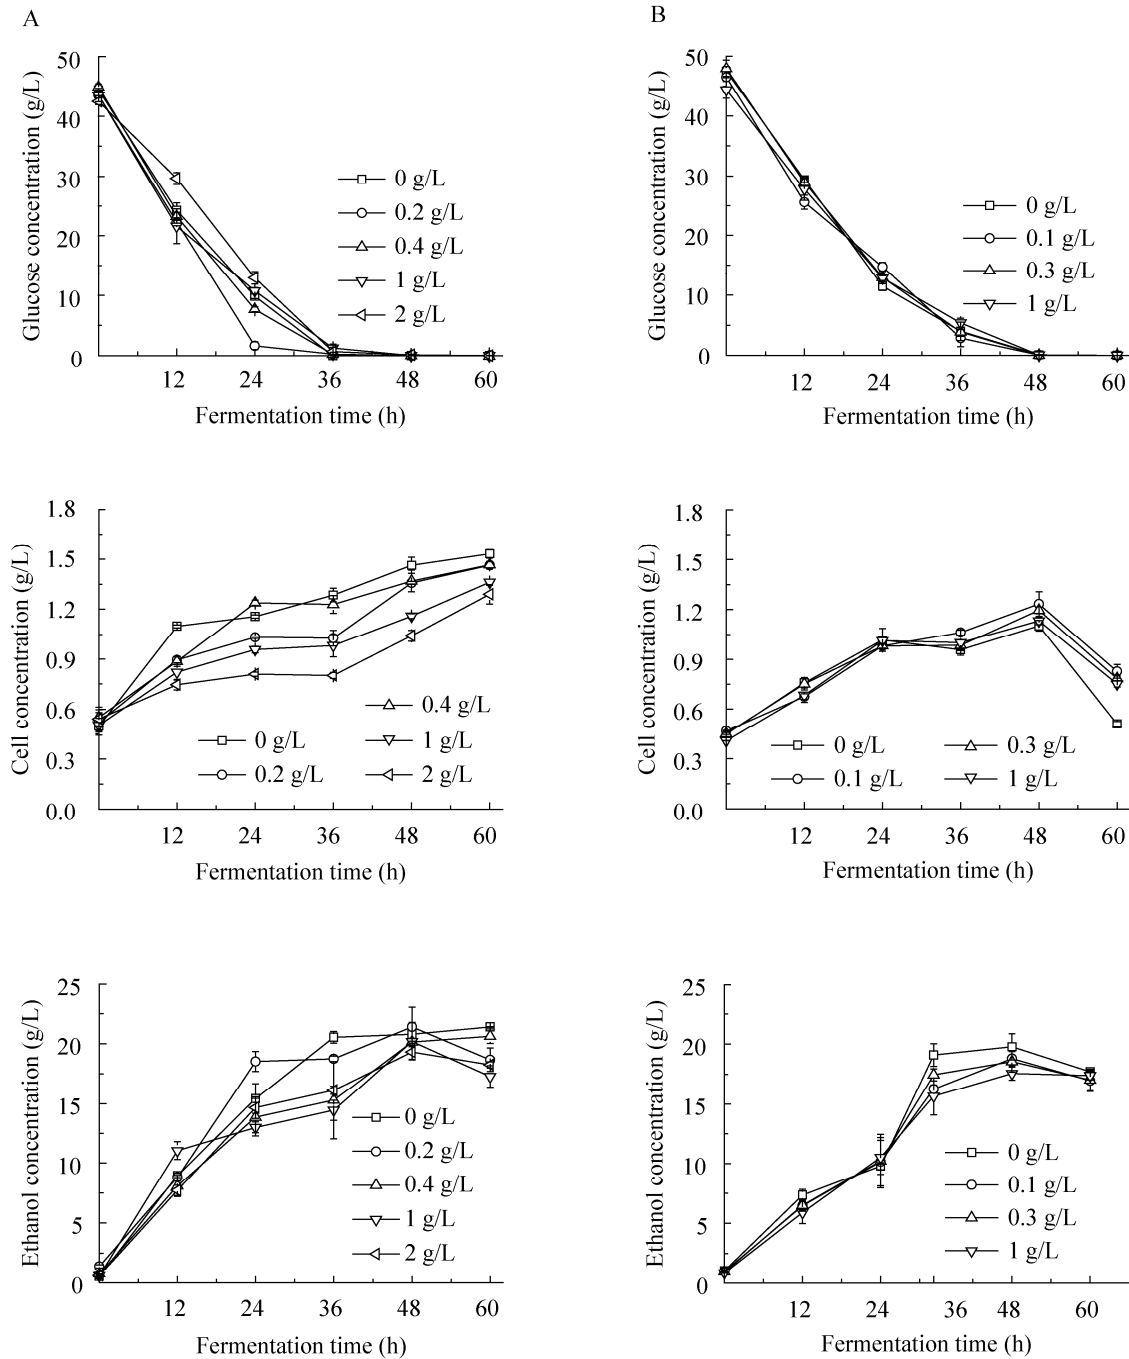 A
Glucose concentration (g/L)
50
40
30
20
10
0
0 g/L
0.2 g/L
0.4 g/L
1 g/L
2 g/L
12 24 36 48 60
Fermentation time (h)
B
Glucose concentration (g/L)
50
40
30
20
10
0
0 g/L
0.1 g/L
0.3 g/L
1 g/L
12 24 36 48 60
Fermentation time (h)
Cell concentration (g/L)
1.8
1.5
1.2
0.9
0.6
0.3
0.0
0.4 g/L
0 g/L 1 g/L
0.2 g/L 2 g/L
12 24 36 48 60
Fermentation time (h)
Cell concentration (g/L)
1.8
1.5
1.2
0.9
0.6
0.3
0.0
0 g/L 0.3 g/L
0.1 g/L 1 g/L
12 24 36 48 60
Fermentation time (h)
Ethanol concentration (g/L)
25
20
15
10
5
0
0 g/L
0.2 g/L
0.4 g/L
1 g/L
2 g/L
12 24 36 48 60
Fermentation time (h)
Ethanol concentration (g/L)
25
20
15
10
5
0
0 g/L
0.1 g/L
0.3 g/L
1 g/L
12 24 36 48 60
Fermentation time (h)